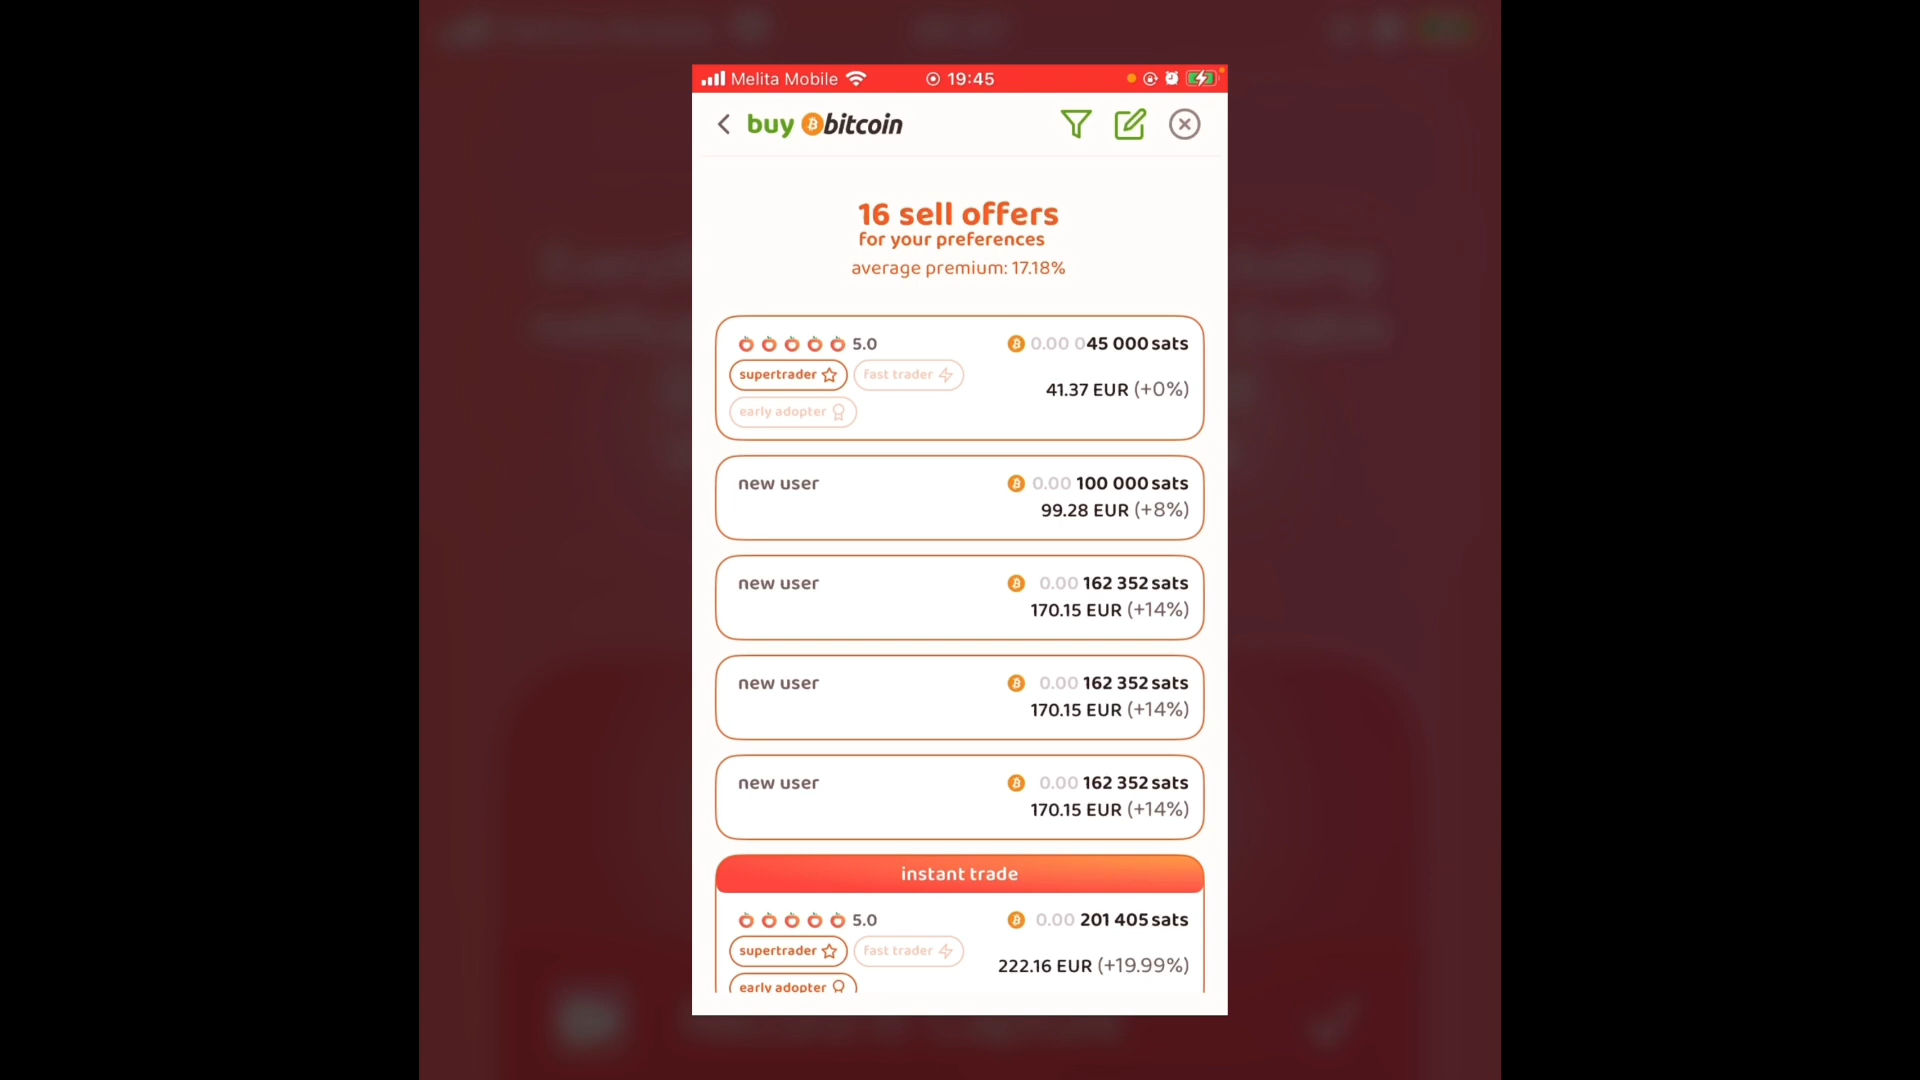 Melita Mobile 19:45
buy bitcoin
16 sell offers
for your preferences
average premium: 17.18%
5.0 0.00 045 000 sats
supertrader fast trader
41.37 EUR (+0%)
early adopter
new user 0.00 100 000 sats
99.28 EUR (+8%)
new user 0.00 162 352 sats
170.15 EUR (+14%)
new user 0.00 162 352 sats
170.15 EUR (+14%)
new user 0.00 162 352 sats
170.15 EUR (+14%)
instant trade
5.0 0.00 201 405 sats
supertrader fast trader
222.16 EUR (+19.99%)
early adopter